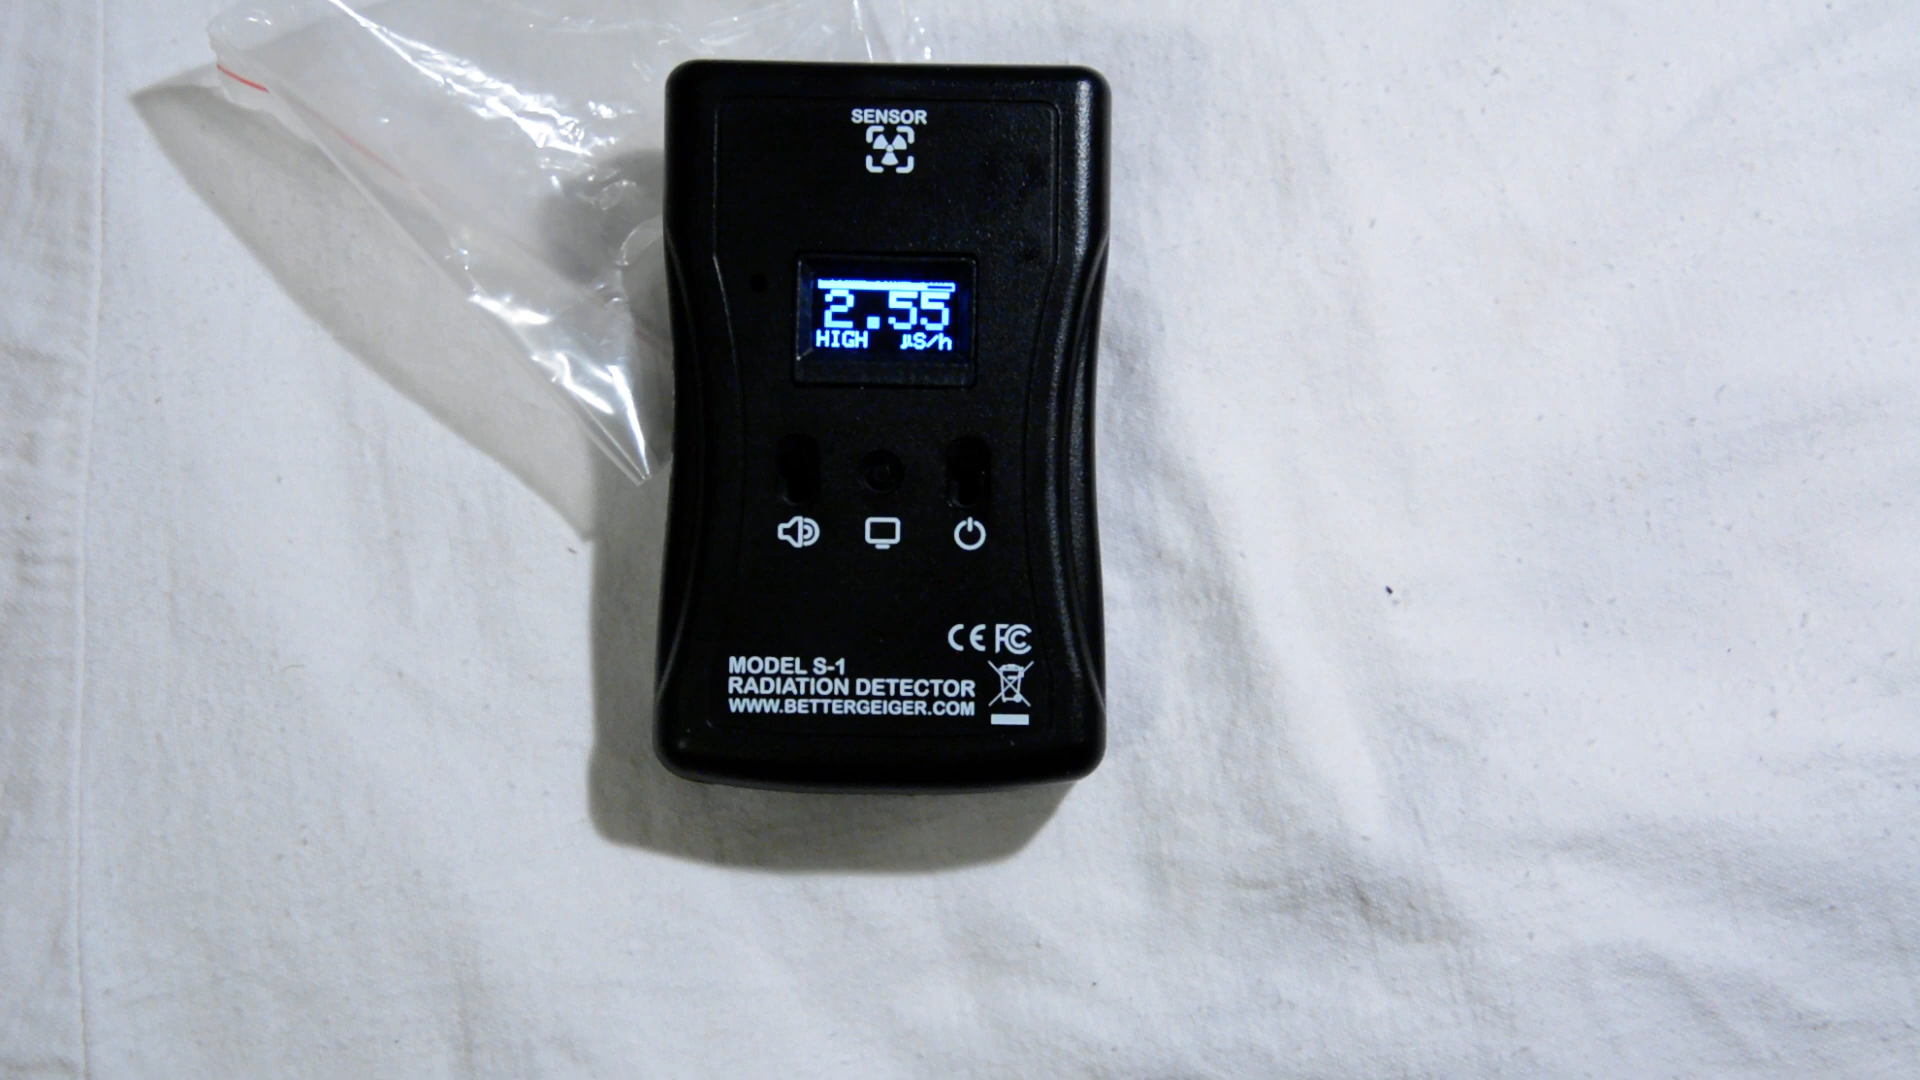 SENSOR
2.55
HIGH µS/h
CE FC
MODEL S-1
RADIATION DETECTOR
WWW.BETTERGEIGER.COM